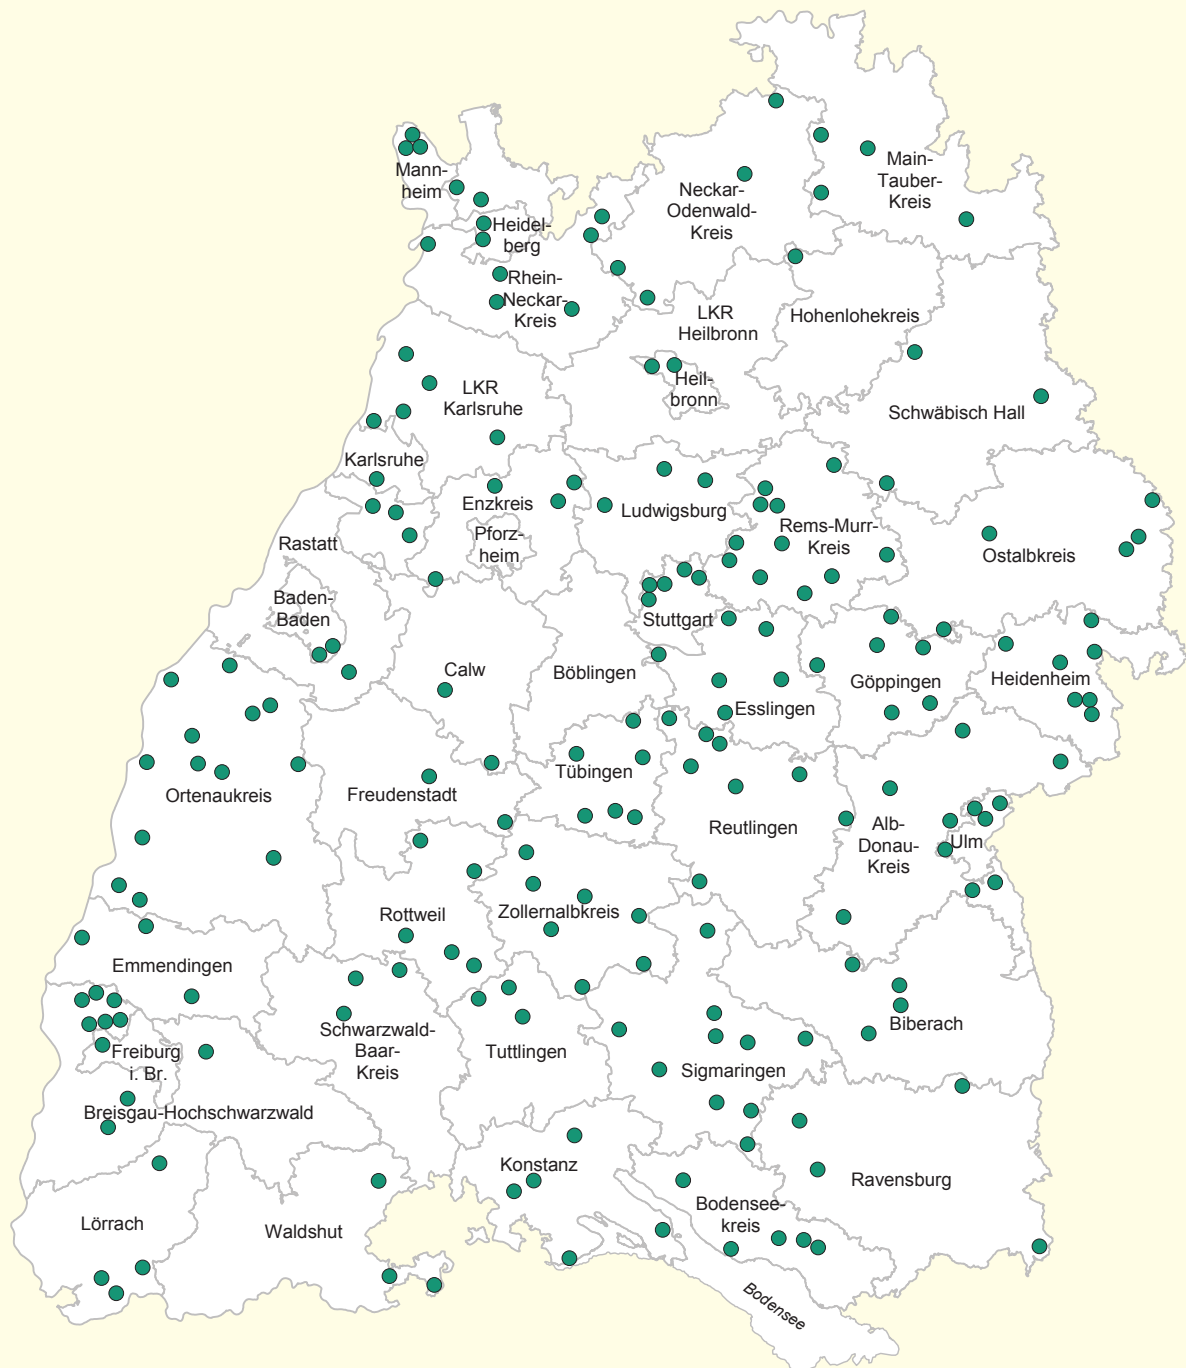 Mann-
heim
Main-
Tauber-
Kreis
Neckar-
Odenwald-
Kreis
Heidel-
berg
Rhein-
Neckar-
Kreis
LKR
Heilbronn
Hohenlohekreis
Heil-
bronn
LKR
Karlsruhe
Schwäbisch Hall
Karlsruhe
Enzkreis
Ludwigsburg
Pforz-
heim
Rems-Murr-
Kreis
Ostalbkreis
Rastatt
Baden-
Baden
Stuttgart
Calw
Böblingen
Esslingen
Göppingen
Heidenheim
Ortenaukreis
Freudenstadt
Tübingen
Reutlingen
Alb-
Donau-
Kreis
Ulm
Rottweil
Zollernalbkreis
Emmendingen
Freiburg
i. Br.
Schwarzwald-
Baar-
Kreis
Tuttlingen
Sigmaringen
Biberach
Breisgau-Hochschwarzwald
Konstanz
Ravensburg
Bodensee-
kreis
Lörrach
Waldshut
Bodensee